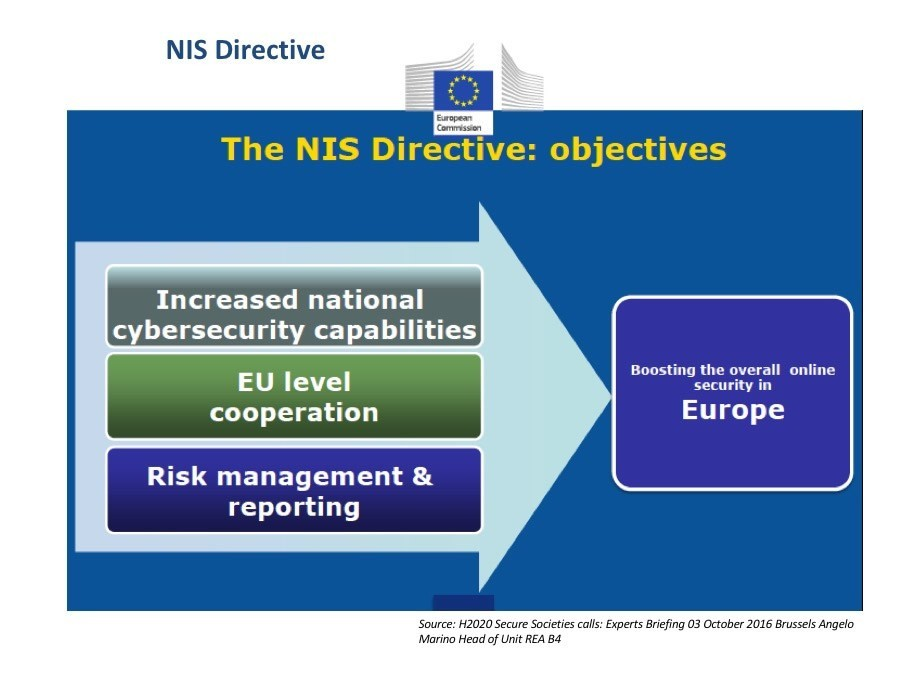 NIS Directive
European
Commission
The NIS Directive: objectives
Increased national
cybersecurity capabilities
EU level
cooperation
Risk management &
reporting
Boosting the overall online
security in
Europe
Source: H2020 Secure Societies calls: Experts Briefing 03 October 2016 Brussels Angelo
Marino Head of Unit REA B4